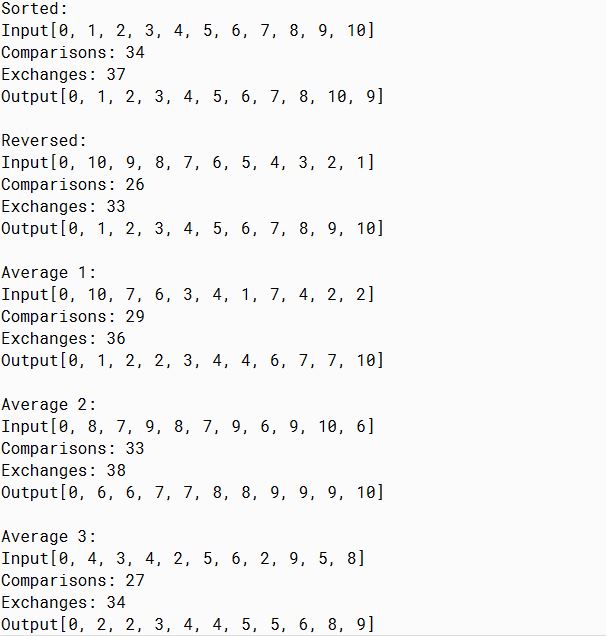 Sorted:
Input[0, 1, 2, 3, 4, 5, 6, 7, 8, 9, 10]
Comparisons: 34
Exchanges: 37
Output[0, 1, 2, 3, 4, 5, 6, 7, 8, 10, 9]
Reversed:
Input[0, 10, 9, 8, 7, 6, 5, 4, 3, 2, 1]
Comparisons: 26
Exchanges: 33
Output[0, 1, 2, 3, 4, 5, 6, 7, 8, 9, 10]
Average 1:
Input[0, 10, 7, 6, 3, 4, 1, 7, 4, 2, 2]
Comparisons: 29
Exchanges: 36
Output[0, 1, 2, 2, 3, 4, 4, 6, 7, 7, 10]
Average 2:
Input[0, 8, 7, 9, 8, 7, 9, 6, 9, 10, 6]
Comparisons: 33
Exchanges: 38
Output[0, 6, 6, 7, 7, 8, 8, 9, 9, 9, 10]
Average 3:
Input[0, 4, 3, 4, 2, 5, 6, 2, 9, 5, 8]
Comparisons: 27
Exchanges: 34
Output[0, 2, 2, 3, 4, 4, 5, 5, 6, 8, 9]